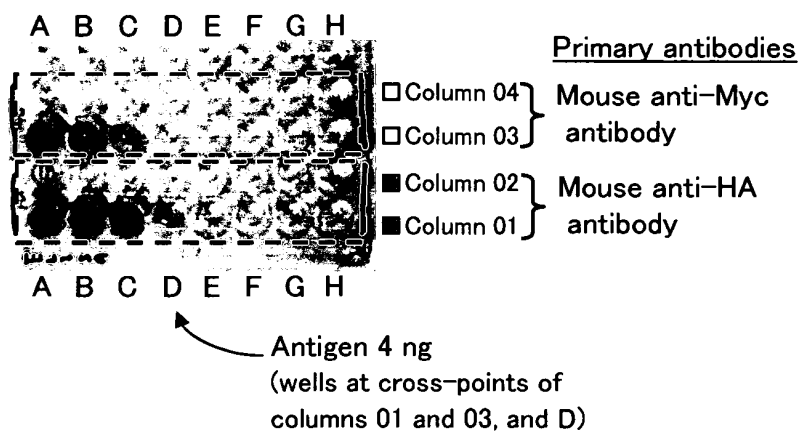 A B C D E F G H
Primary antibodies
Column 04
Column 03
Mouse anti-Myc
antibody
Column 02
Column 01
Mouse anti-HA
antibody
A B C D E F G H
Antigen 4 ng
(wells at cross-points of
columns 01 and 03, and D)